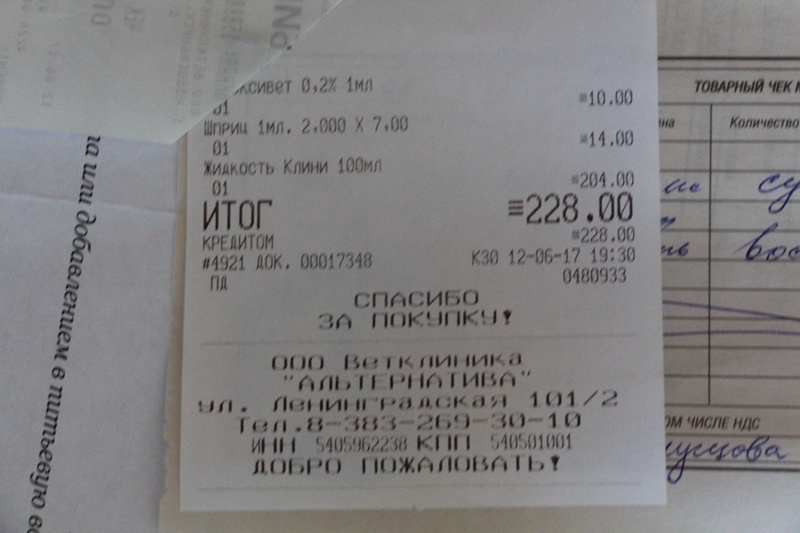 0,2% 1мл
01
≡10.00
Шприц 1мл. 2,000 X 7,00
01
≡14.00
Жидкость Клини 100мл
01
≡204.00
ИТОГ ≡228.00
КРЕДИТОМ ≡228.00
#4921 ДОК. 00017348 К30 12-06-17 19:30
ПД 0480933
СПАСИБО
ЗА ПОКУПКУ!
ООО Ветклиника
"АЛЬТЕРНАТИВА"
ул. Ленинградская 101/2
Тел.8-383-269-30-10
ИНН 5405962238 КПП 540501001
ДОБРО ПОЖАЛОВАТЬ!
или добавлением в питьевую
ТОВАРНЫЙ ЧЕК
Количество
ЧИСЛЕ НДС